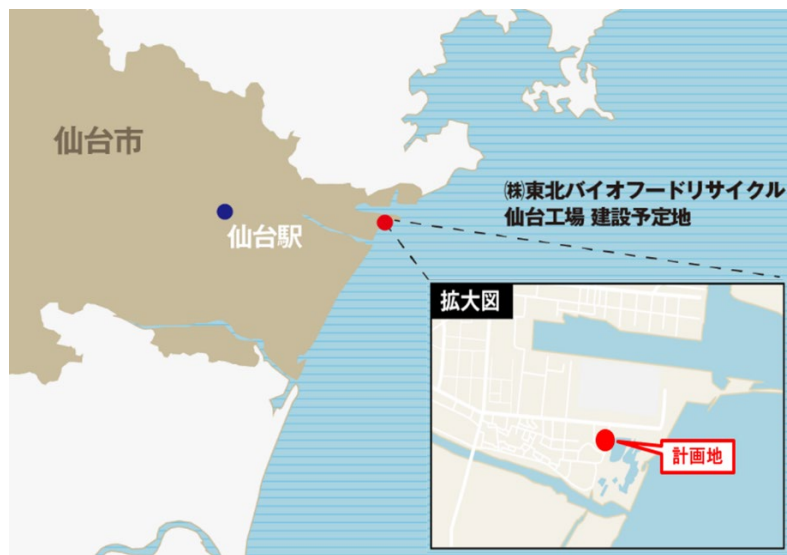 仙台市
仙台駅
㈱東北バイオフードリサイクル
仙台工場 建設予定地
拡大図
計画地